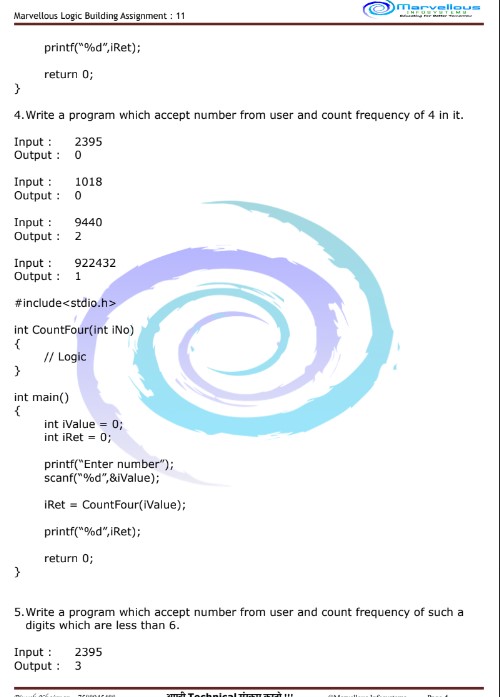 Marvellous Logic Building Assignment : 11
Marvellous
INFOSYSTEMS
Educating for Better Tomorrow
printf("%d",iRet);
return 0;
}
4.Write a program which accept number from user and count frequency of 4 in it.
Input : 2395
Output : 0
Input : 1018
Output : 0
Input : 9440
Output : 2
Input : 922432
Output : 1
#include<stdio.h>
int CountFour(int iNo)
{
// Logic
}
int main()
{
int iValue = 0;
int iRet = 0;
printf("Enter number");
scanf("%d",&iValue);
iRet = CountFour(iValue);
printf("%d",iRet);
return 0;
}
5.Write a program which accept number from user and count frequency of such a
digits which are less than 6.
Input : 2395
Output : 3
Technical !!!